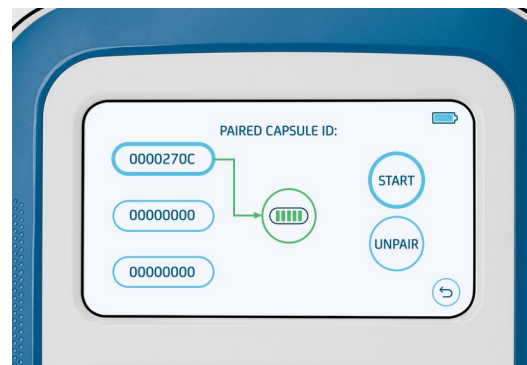 PAIRED CAPSULE ID:
0000270C
START
00000000
UNPAIR
00000000